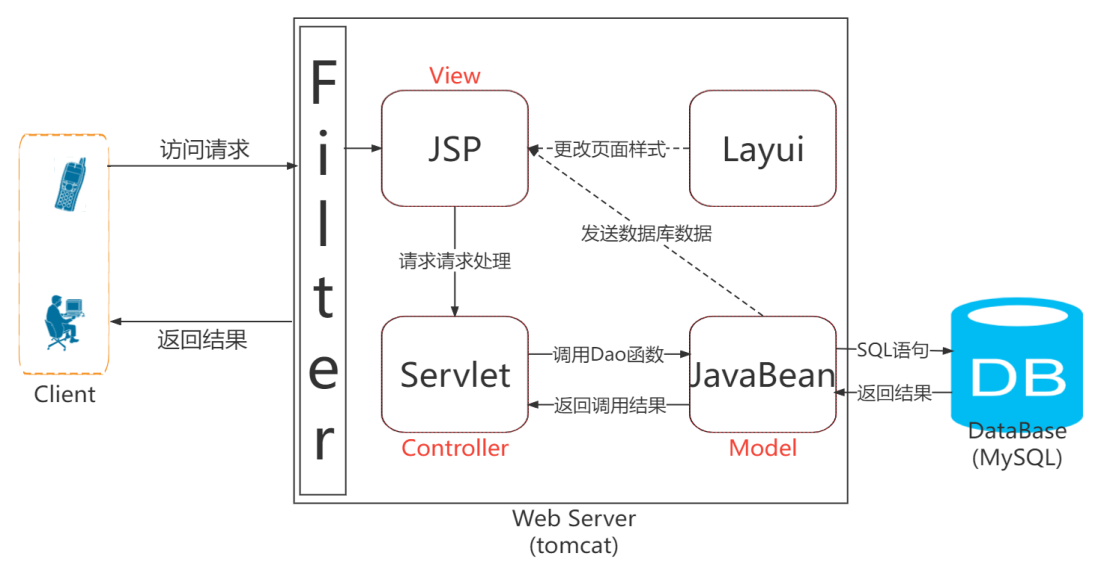 Filter
View
JSP
Layui
访问请求
更改页面样式
发送数据库数据
请求请求处理
返回结果
Client
Servlet
Controller
调用Dao函数
返回调用结果
JavaBean
Model
SQL语句
返回结果
DB
DataBase
(MySQL)
Web Server
(tomcat)